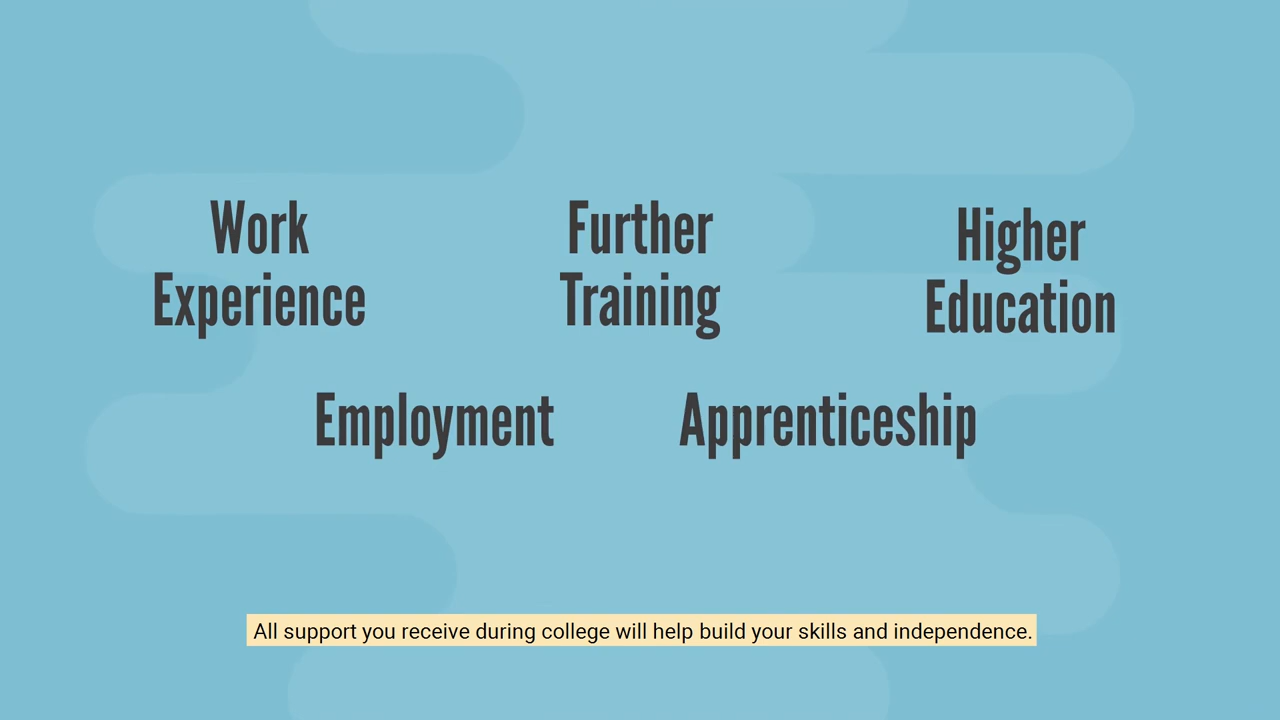 Work
Experience
Further
Training
Higher
Education
Employment
Apprenticeship
All support you receive during college will help build your skills and independence.